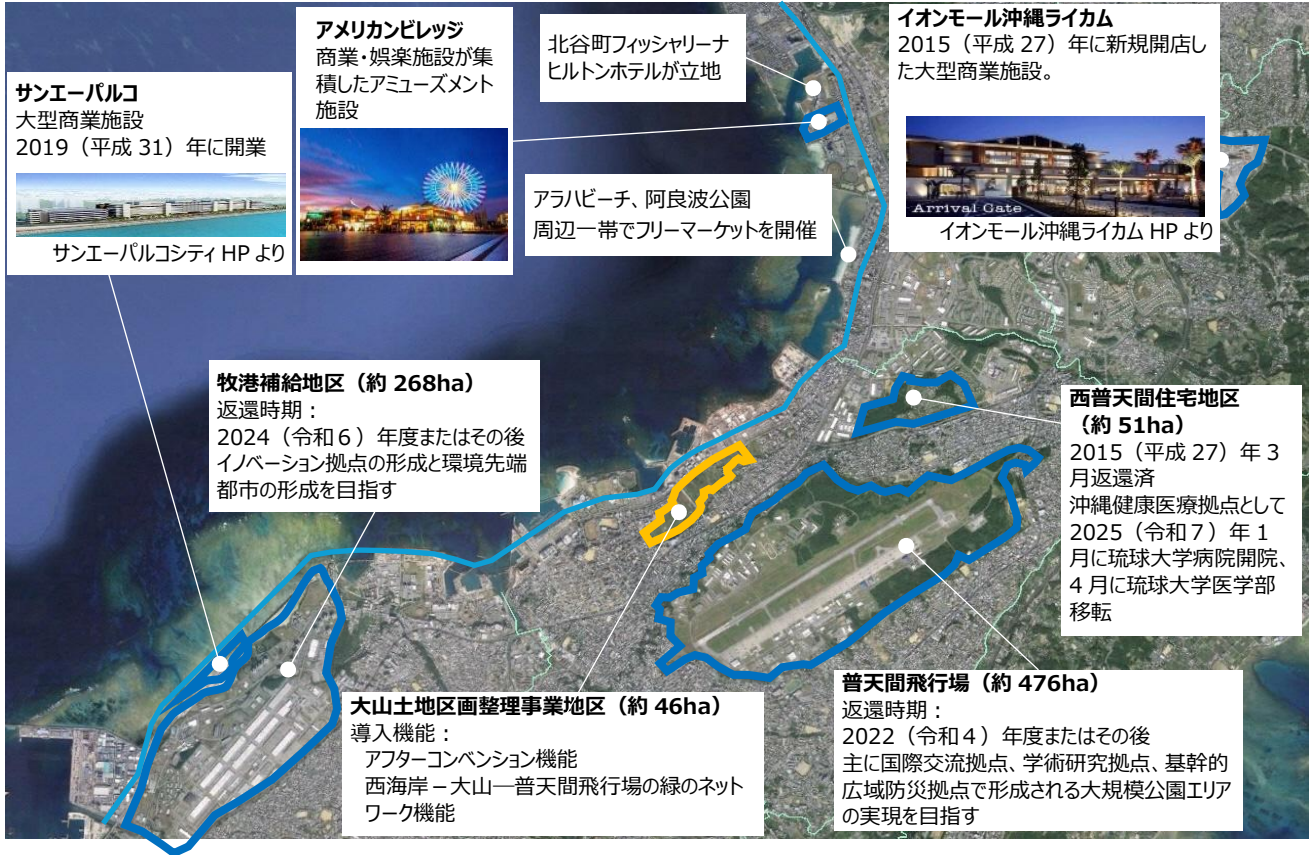 サンエーパルコ
大型商業施設
2019（平成 31）年に開業
サンエーパルコシティ HP より
アメリカンビレッジ
商業・娯楽施設が集
積したアミューズメント
施設
北谷町フィッシャリーナ
ヒルトンホテルが立地
アラハビーチ、阿良波公園
周辺一帯でフリーマーケットを開催
イオンモール沖縄ライカム
2015（平成 27）年に新規開店し
た大型商業施設。
Arrival Gate
イオンモール沖縄ライカム HP より
牧港補給地区（約 268ha）
返還時期：
2024（令和６）年度またはその後
イノベーション拠点の形成と環境先端
都市の形成を目指す
西普天間住宅地区
（約 51ha）
2015（平成 27）年 3
月返還済
沖縄健康医療拠点として
2025（令和７）年 1
月に琉球大学病院開院、
4 月に琉球大学医学部
移転
大山土地区画整理事業地区（約 46ha）
導入機能：
アフターコンベンション機能
西海岸－大山―普天間飛行場の緑のネット
ワーク機能
普天間飛行場（約 476ha）
返還時期：
2022（令和４）年度またはその後
主に国際交流拠点、学術研究拠点、基幹的
広域防災拠点で形成される大規模公園エリア
の実現を目指す